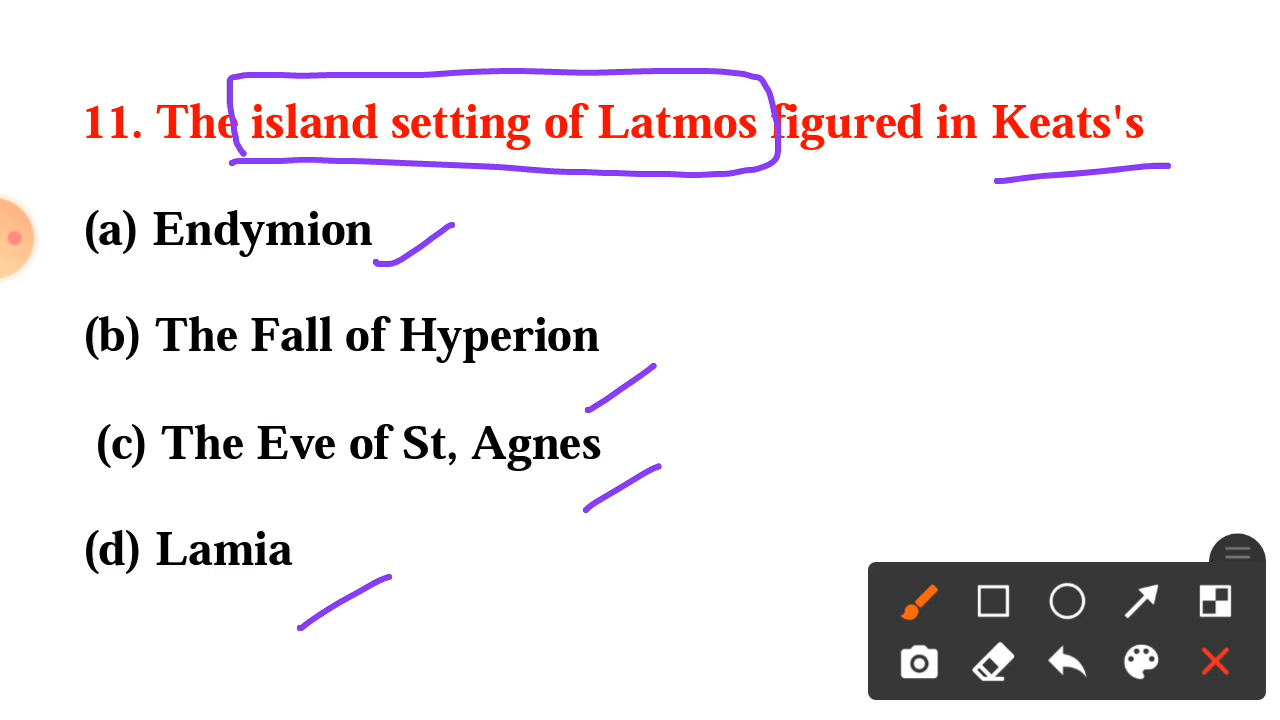 11. The island setting of Latmos figured in Keats's
(a) Endymion
(b) The Fall of Hyperion
(c) The Eve of St, Agnes
(d) Lamia